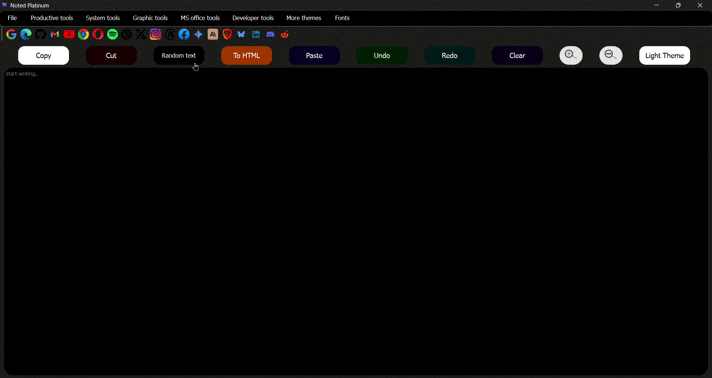 Noted Platinum
File Productive tools System tools Graphic tools MS office tools Developer tools More themes Fonts
Copy Cut Random text To HTML Paste Undo Redo Clear Light Theme
start writing...